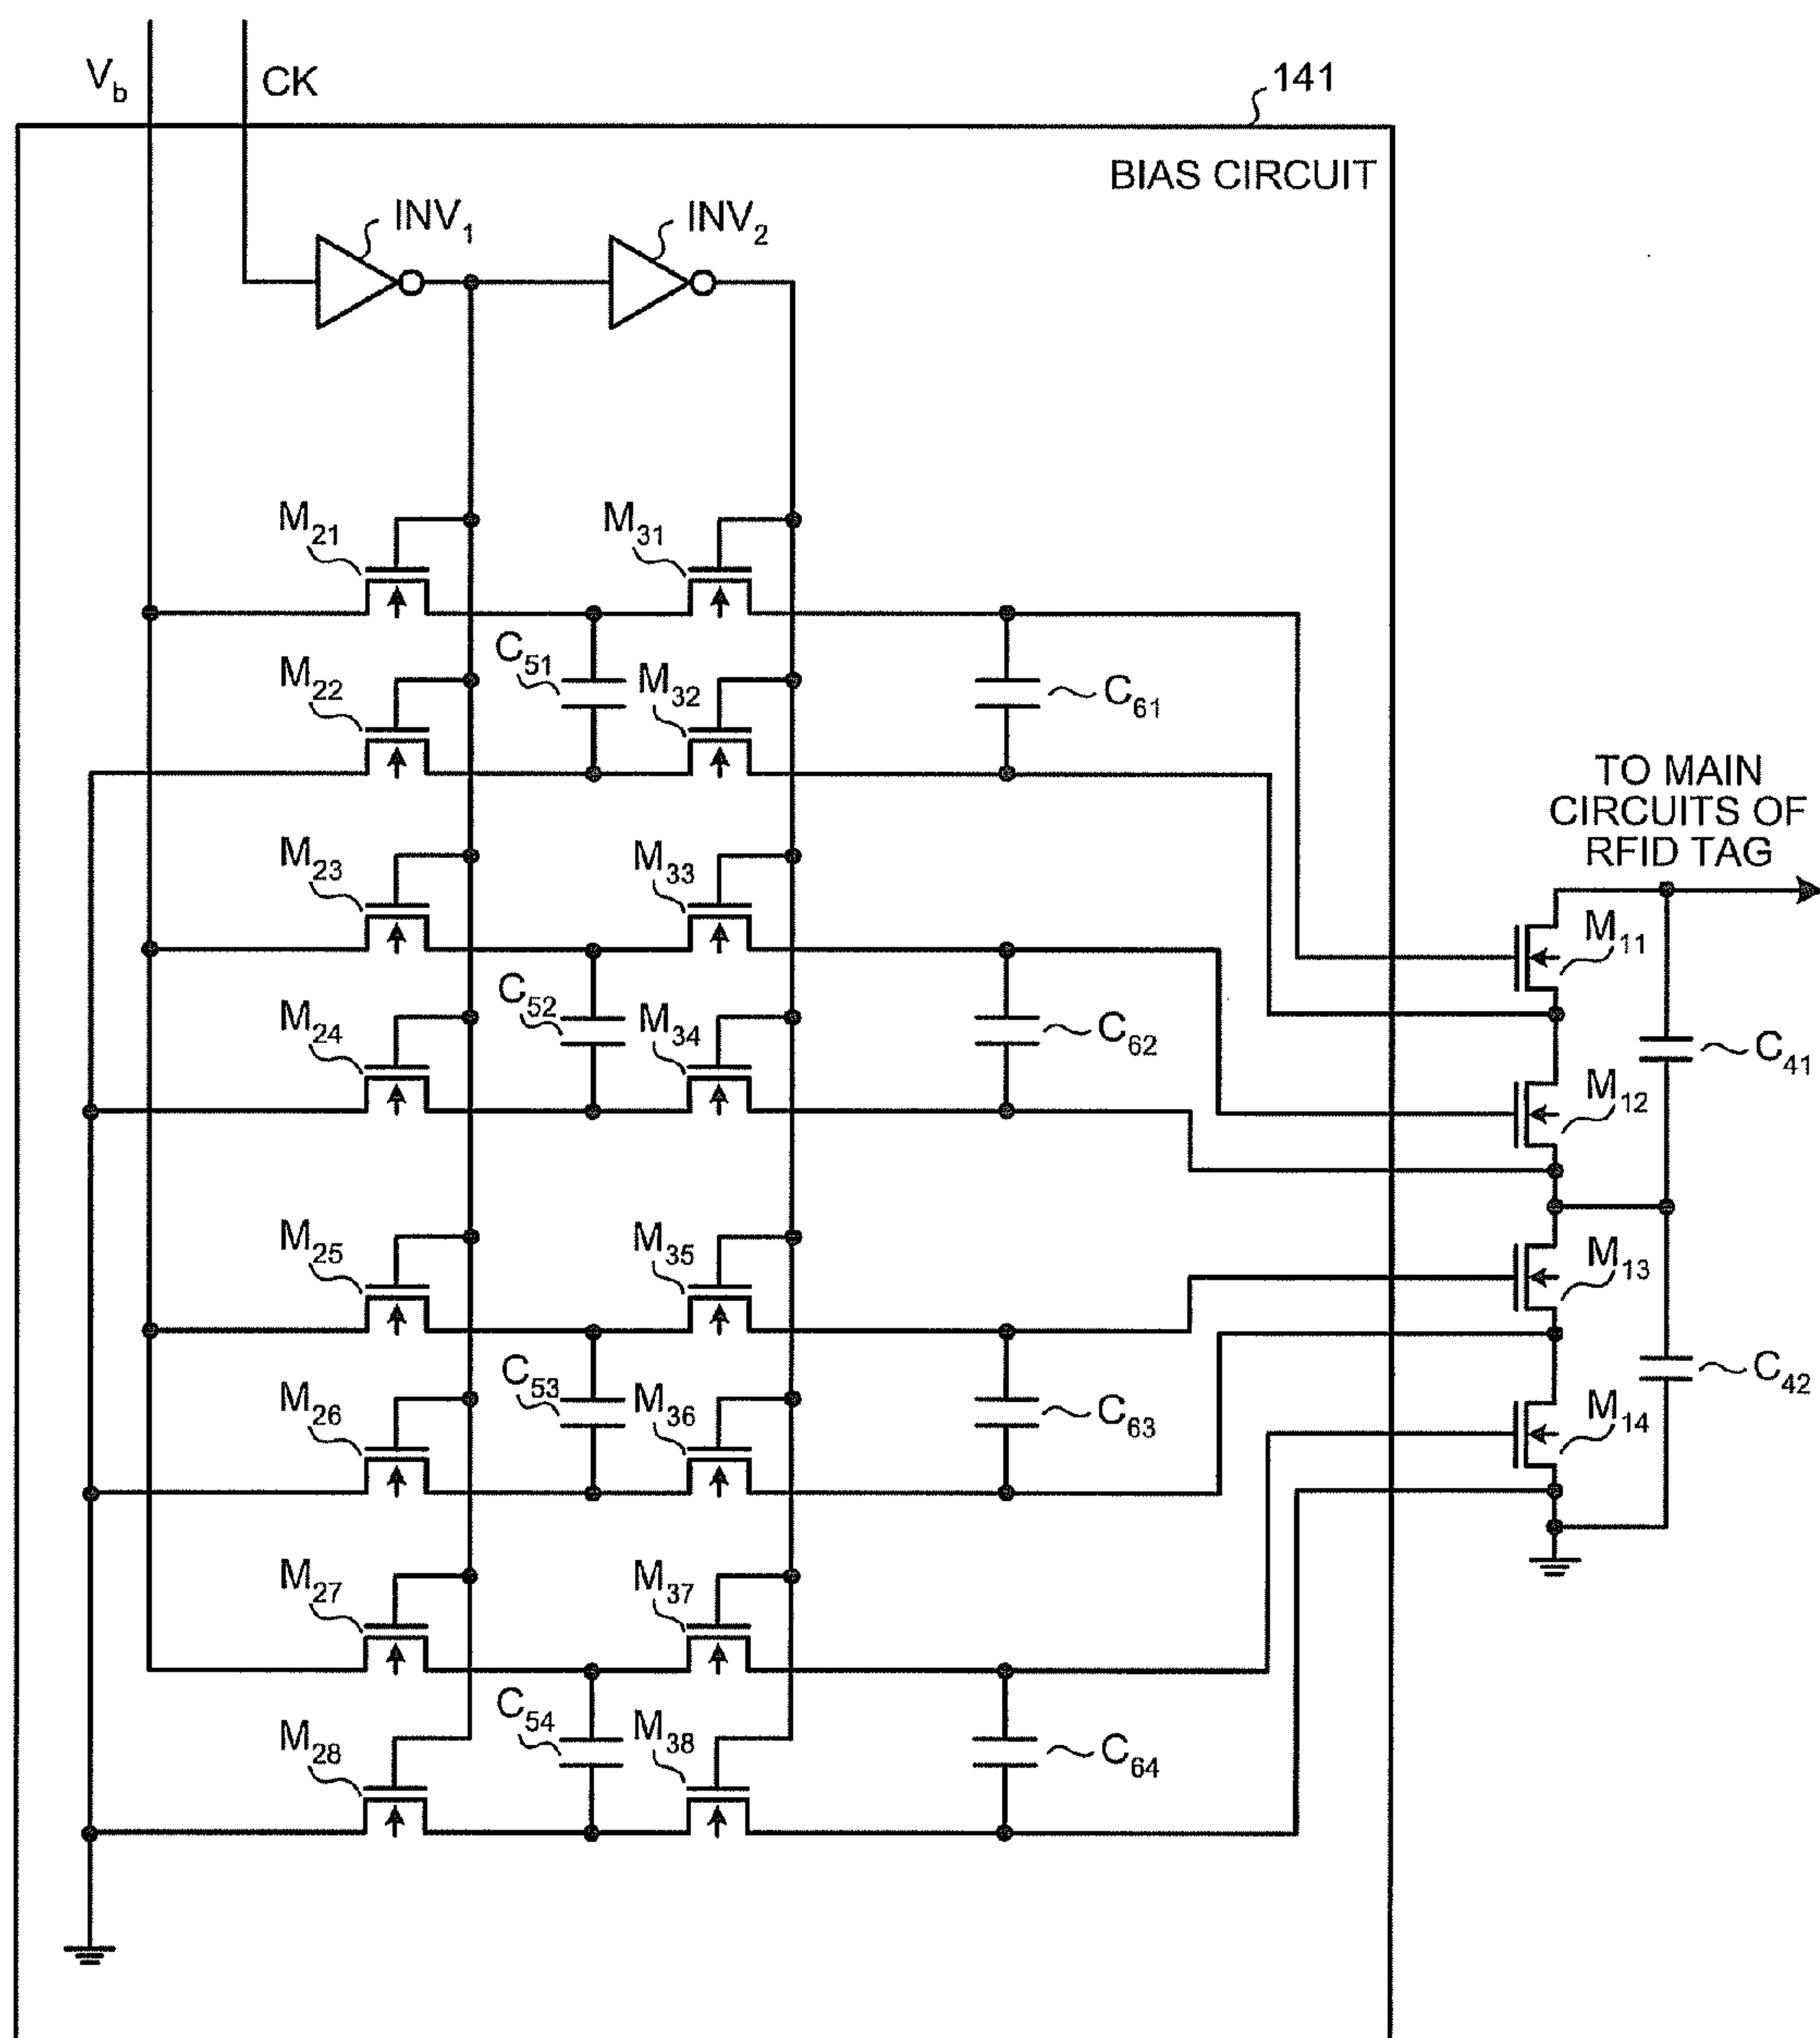 V_b
CK
141
BIAS CIRCUIT
INV_1
INV_2
M_21
M_31
C_51
M_22
M_32
C_61
TO MAIN
CIRCUITS OF
RFID TAG
M_23
M_33
M_11
C_52
M_24
M_34
C_62
C_41
M_12
M_25
M_35
M_13
C_53
C_42
M_26
M_36
C_63
M_14
M_27
M_37
C_54
M_28
M_38
C_64